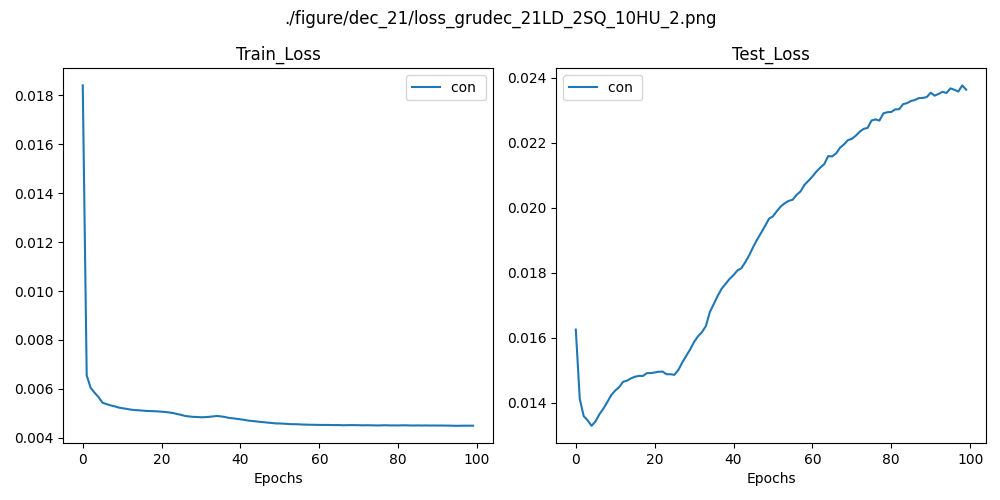 ./figure/dec_21/loss_grudec_21LD_2SQ_10HU_2.png
Train_Loss
con
0.018
0.016
0.014
0.012
0.010
0.008
0.006
0.004
0 20 40 60 80 100
Epochs
Test_Loss
con
0.024
0.022
0.020
0.018
0.016
0.014
0 20 40 60 80 100
Epochs